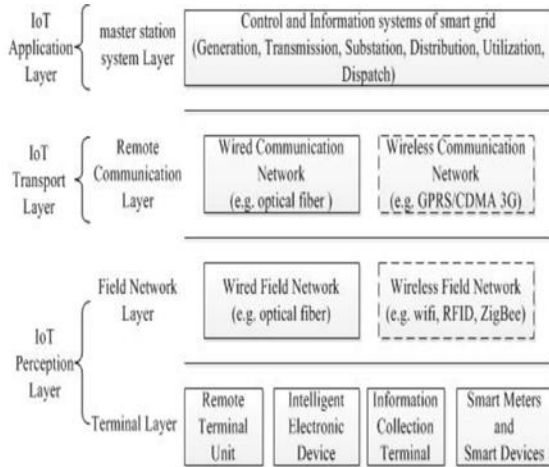 IoT
Application
Layer
master station
system Layer
Control and Information systems of smart grid
(Generation, Transmission, Substation, Distribution, Utilization,
Dispatch)
IoT
Transport
Layer
Remote
Communication
Layer
Wired Communication
Network
(e.g. optical fiber )
Wireless Communication
Network
(e.g. GPRS/CDMA 3G)
IoT
Perception
Layer
Field Network
Layer
Wired Field Network
(e.g. optical fiber)
Wireless Field Network
(e.g. wifi, RFID, ZigBee)
Terminal Layer
Remote
Terminal
Unit
Intelligent
Electronic
Device
Information
Collection
Terminal
Smart Meters
and
Smart Devices